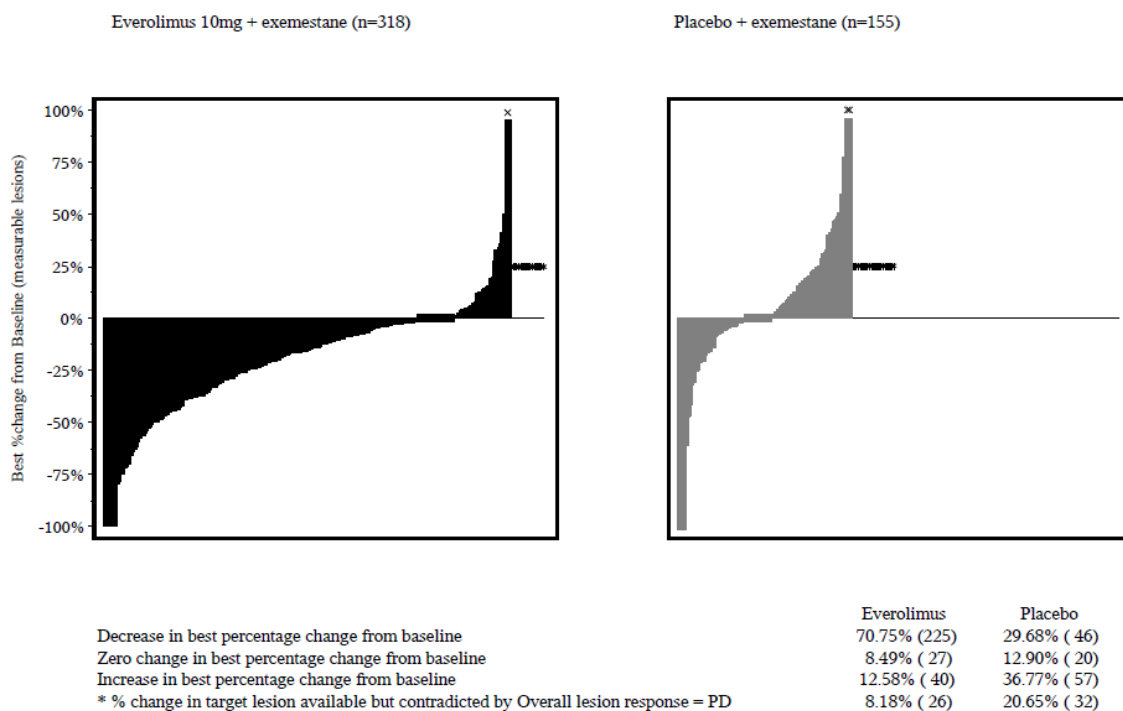 Everolimus 10mg + exemestane (n=318) Placebo + exemestane (n=155)
Best %change from Baseline (measurable lesions)
100%
75%
50%
25%
0%
-25%
-50%
-75%
-100%
Everolimus Placebo
Decrease in best percentage change from baseline 70.75% (225) 29.68% ( 46)
Zero change in best percentage change from baseline 8.49% ( 27) 12.90% ( 20)
Increase in best percentage change from baseline 12.58% ( 40) 36.77% ( 57)
* % change in target lesion available but contradicted by Overall lesion response = PD 8.18% ( 26) 20.65% ( 32)